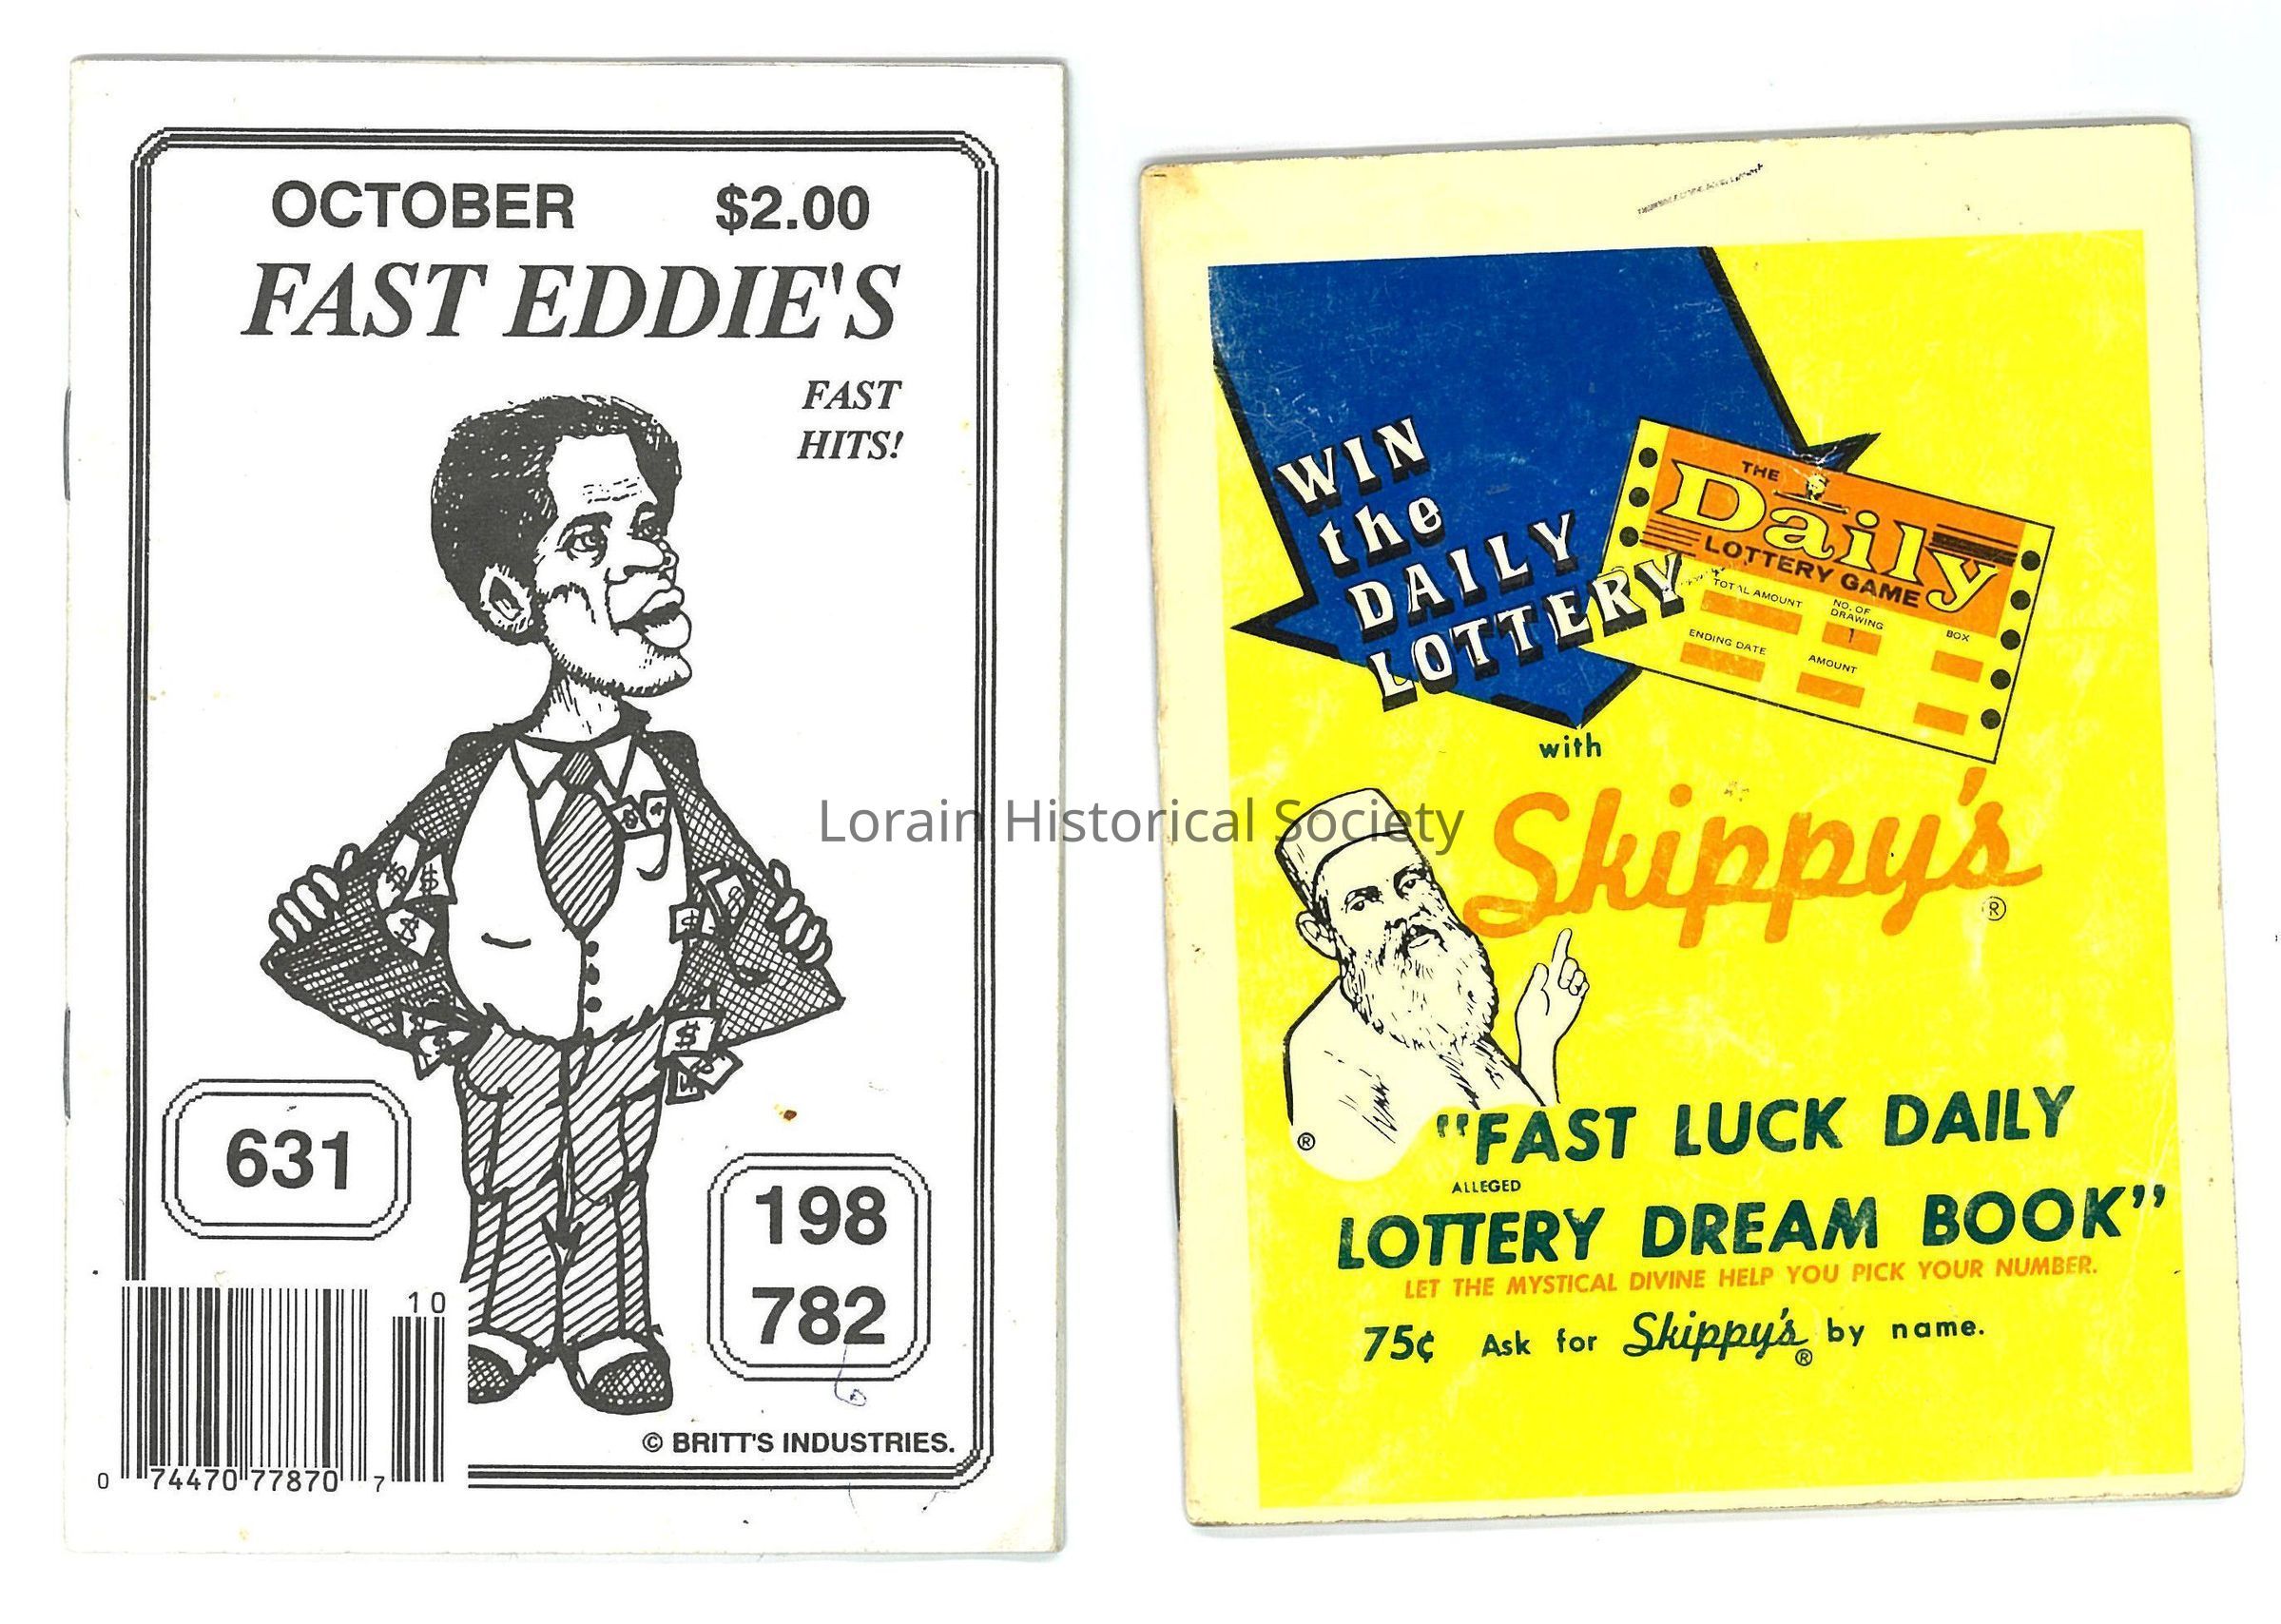 OCTOBER $2.00
FAST EDDIE'S
FAST
HITS!
631
198
782
6
10
0 74470 77870 7
© BRITT'S INDUSTRIES.
Lorain Historical Society
WIN
the
DAILY
LOTTERY
THE
Daily
LOTTERY GAME
TOTAL AMOUNT
NO. OF
DRAWING
1
BOX
ENDING DATE
AMOUNT
with
Skippy's
®
®
"FAST LUCK DAILY
ALLEGED
LOTTERY DREAM BOOK"
LET THE MYSTICAL DIVINE HELP YOU PICK YOUR NUMBER.
75¢ Ask for Skippy's® by name.